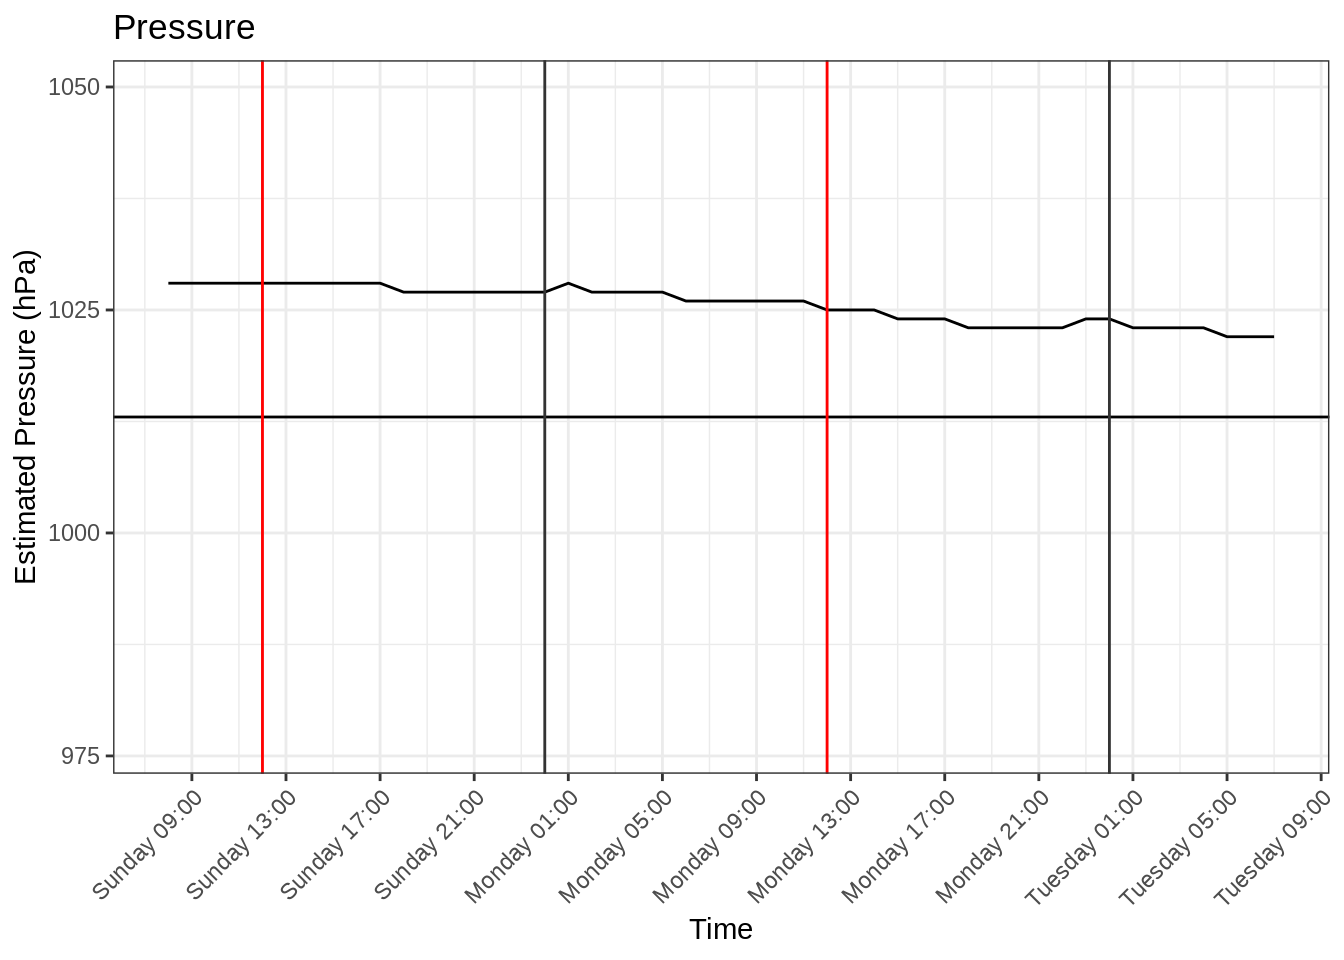 Pressure
Estimated Pressure (hPa)
1050
1025
1000
975
Sunday 09:00
Sunday 13:00
Sunday 17:00
Sunday 21:00
Monday 01:00
Monday 05:00
Monday 09:00
Monday 13:00
Monday 17:00
Monday 21:00
Tuesday 01:00
Tuesday 05:00
Tuesday 09:00
Time